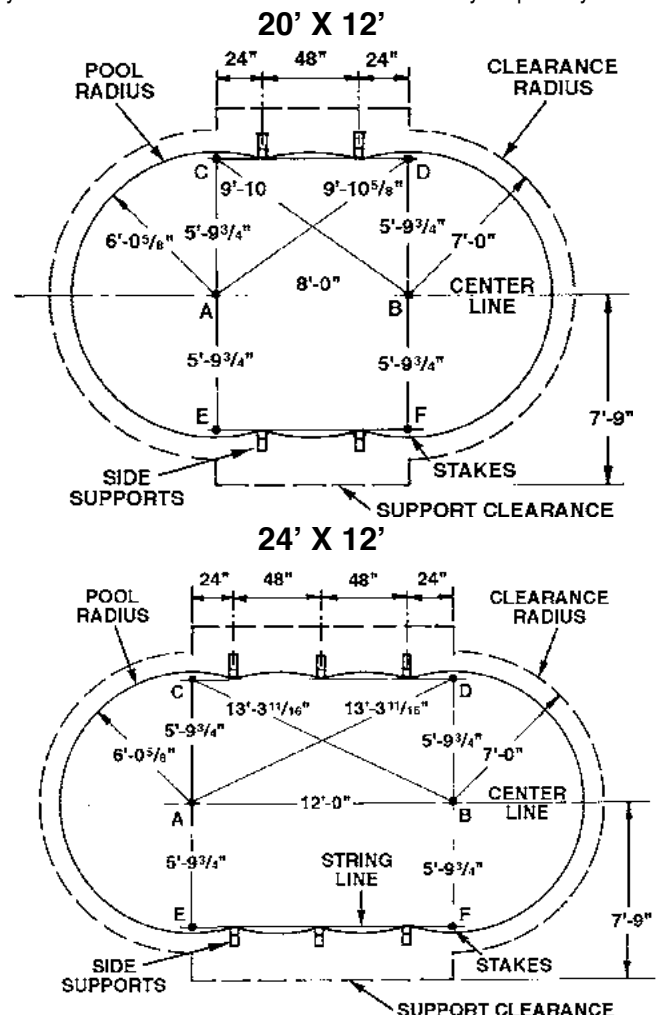 20’ X 12’
24" 48" 24"
POOL
RADIUS
CLEARANCE
RADIUS
C
D
9'-10
9'-10⁵/₈"
5'-9³/₄"
5'-9³/₄"
6'-0⁵/₈"
7'-0"
8'-0"
A
B
CENTER
LINE
5'-9³/₄"
5'-9³/₄"
7'-9"
E
F
SIDE
SUPPORTS
STAKES
SUPPORT CLEARANCE
24’ X 12’
24" 48" 48" 24"
POOL
RADIUS
CLEARANCE
RADIUS
C
D
13'-3¹¹/₁₆"
13'-3¹¹/₁₆"
5'-9³/₄"
5'-9³/₄"
6'-0⁵/₈"
7'-0"
A
12'-0"
B
CENTER
LINE
5'-9³/₄"
5'-9³/₄"
STRING
LINE
7'-9"
E
F
SIDE
SUPPORTS
STAKES
SUPPORT CLEARANCE